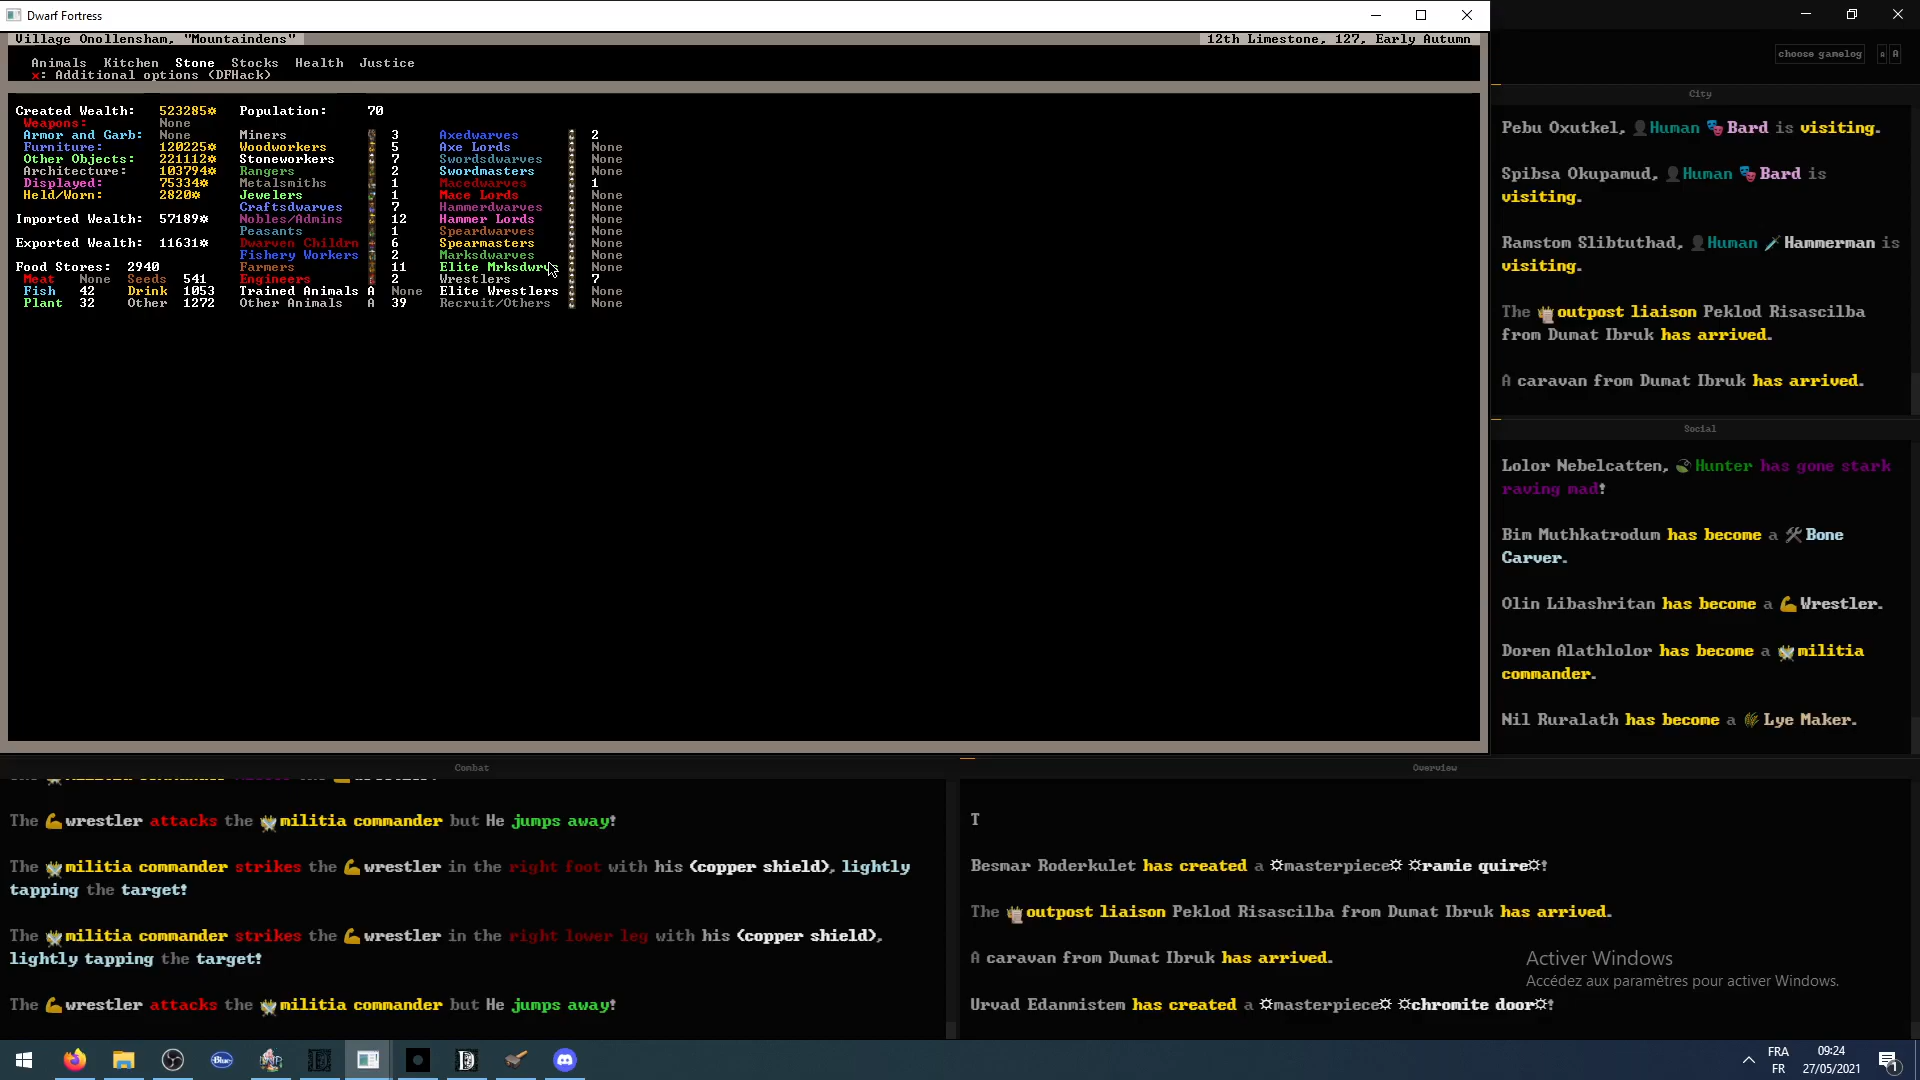 Dwarf Fortress
Village Onollensham, "Mountaindens"
12th Limestone, 127, Early Autumn
Animals Kitchen Stone Stocks Health Justice
x: Additional options (DFHack)
Created Wealth: 523285☼ Population: 70
Weapons: None
Armor and Garb: None Miners 3 Axedwarves 2
Furniture: 120225☼ Woodworkers 5 Axe Lords None
Other Objects: 221112☼ Stoneworkers 7 Swordsdwarves None
Architecture: 103794☼ Rangers 2 Swordmasters None
Displayed: 75334☼ Metalsmiths 1 Macedwarves 1
Held/Worn: 2820☼ Jewelers 1 Mace Lords None
Craftsdwarves 7 Hammerdwarves None
Imported Wealth: 57189☼ Nobles/Admins 12 Hammer Lords None
Peasants 1 Speardwarves None
Exported Wealth: 11631☼ Dwarven Childrn 6 Spearmasters None
Fishery Workers 2 Marksdwarves None
Food Stores: 2940 Farmers 11 Elite Mrksdwrv None
Meat None Seeds 541 Engineers 2 Wrestlers 7
Fish 42 Drink 1053 Trained Animals A None Elite Wrestlers None
Plant 32 Other 1272 Other Animals A 39 Recruit/Others None
choose gamelog
a A
City
Pebu Oxutkel, Human Bard is visiting.
Spibsa Okupamud, Human Bard is
visiting.
Ramstom Slibtuthad, Human Hammerman is
visiting.
The outpost liaison Peklod Risascilba
from Dumat Ibruk has arrived.
A caravan from Dumat Ibruk has arrived.
Social
Lolor Nebelcatten, Hunter has gone stark
raving mad!
Bim Muthkatrodum has become a Bone
Carver.
Olin Libashritan has become a Wrestler.
Doren Alathlolor has become a militia
commander.
Nil Ruralath has become a Lye Maker.
Combat
The wrestler attacks the militia commander but He jumps away!
The militia commander strikes the wrestler in the right foot with his (copper shield), lightly
tapping the target!
The militia commander strikes the wrestler in the right lower leg with his (copper shield),
lightly tapping the target!
The wrestler attacks the militia commander but He jumps away!
Overview
T
Besmar Roderkulet has created a ☼masterpiece☼ ☼ramie quire☼!
The outpost liaison Peklod Risascilba from Dumat Ibruk has arrived.
A caravan from Dumat Ibruk has arrived.
Urvad Edanmistem has created a ☼masterpiece☼ ☼chromite door☼!
Activer Windows
Accédez aux paramètres pour activer Windows.
Blue
FRA
FR
09:24
27/05/2021
1